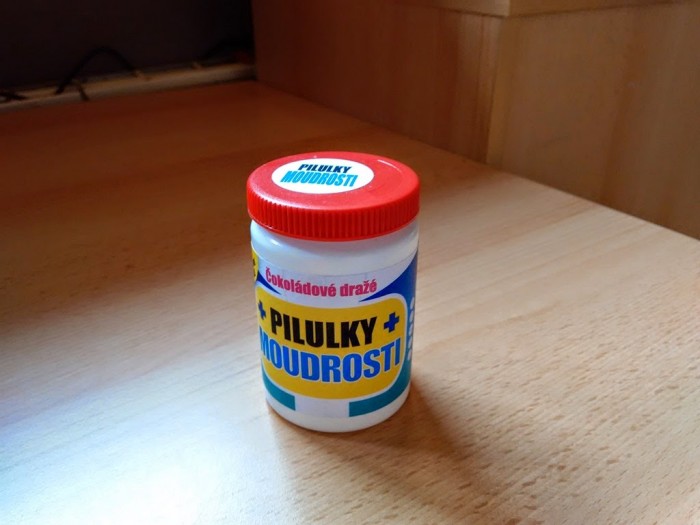 PILULKY
MOUDROSTI
Čokoládové dražé
+ PILULKY +
MOUDROSTI